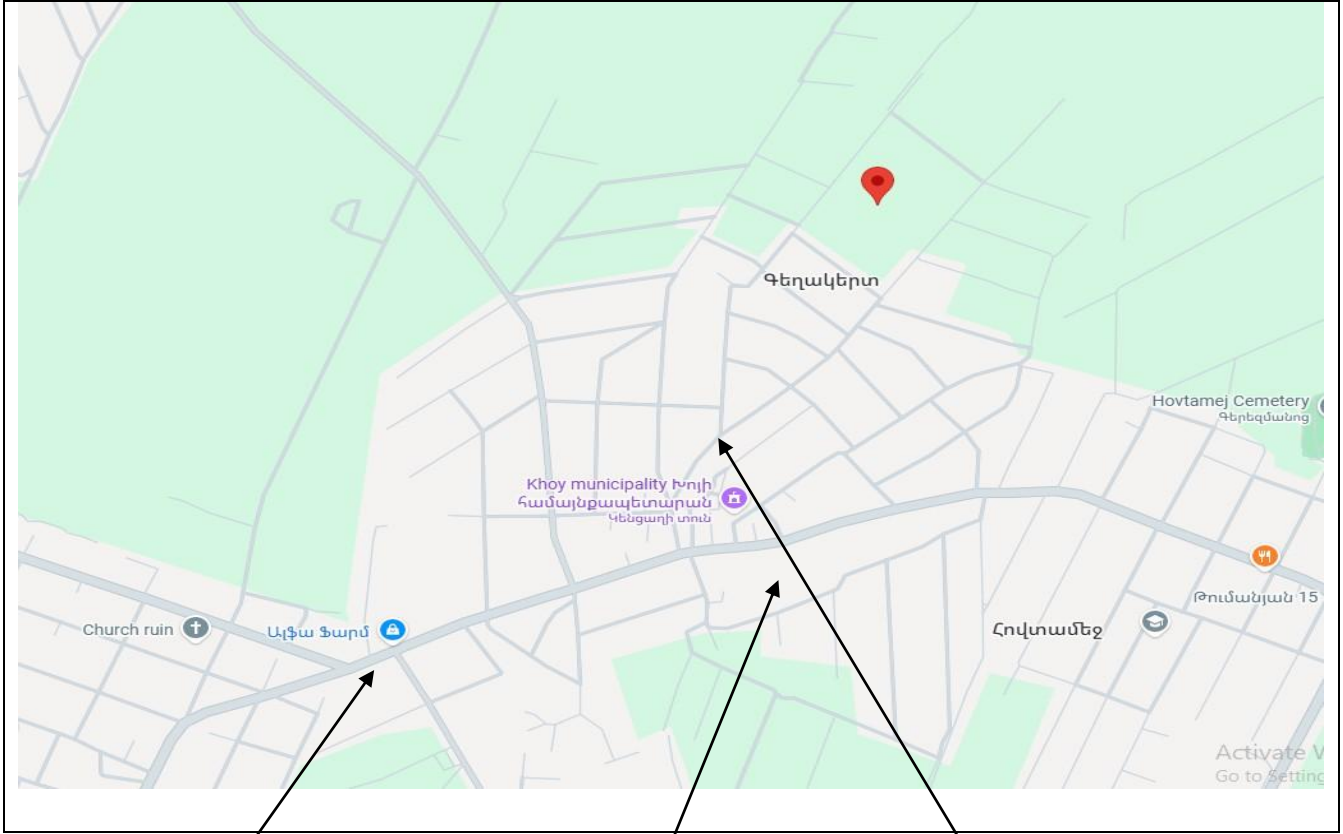 Գեղակերտ
Hovtamej Cemetery
Գերեզմանոց
Khoy municipality Խոյի
համայնքապետարան
Կենցաղի տուն
Թումանյան 15
Church ruin
Ալֆա Ֆարմ
Հովտամեջ
Activate
Go to Setting